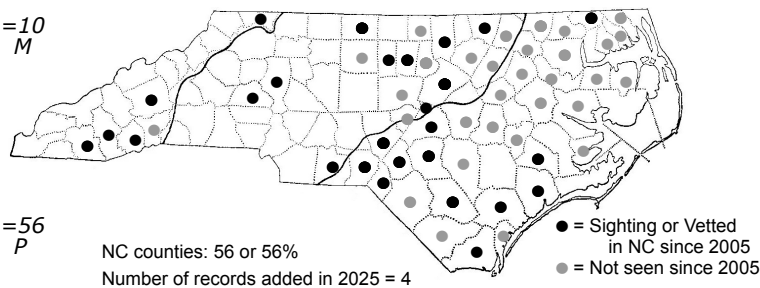 =10
M
=56
P
NC counties: 56 or 56%
Number of records added in 2025 = 4
= Sighting or Vetted
in NC since 2005
= Not seen since 2005